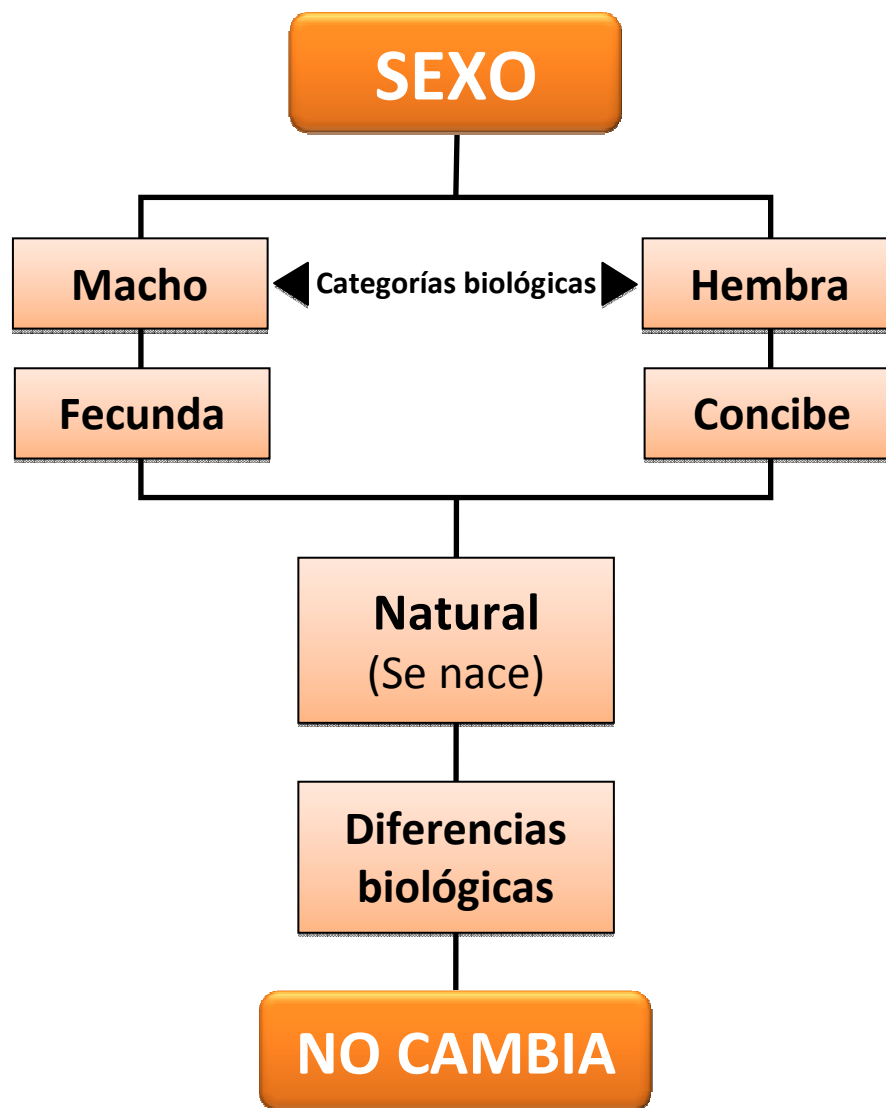 SEXO
Macho
Categorías biológicas
Hembra
Fecunda
Concibe
Natural
(Se nace)
Diferencias
biológicas
NO CAMBIA